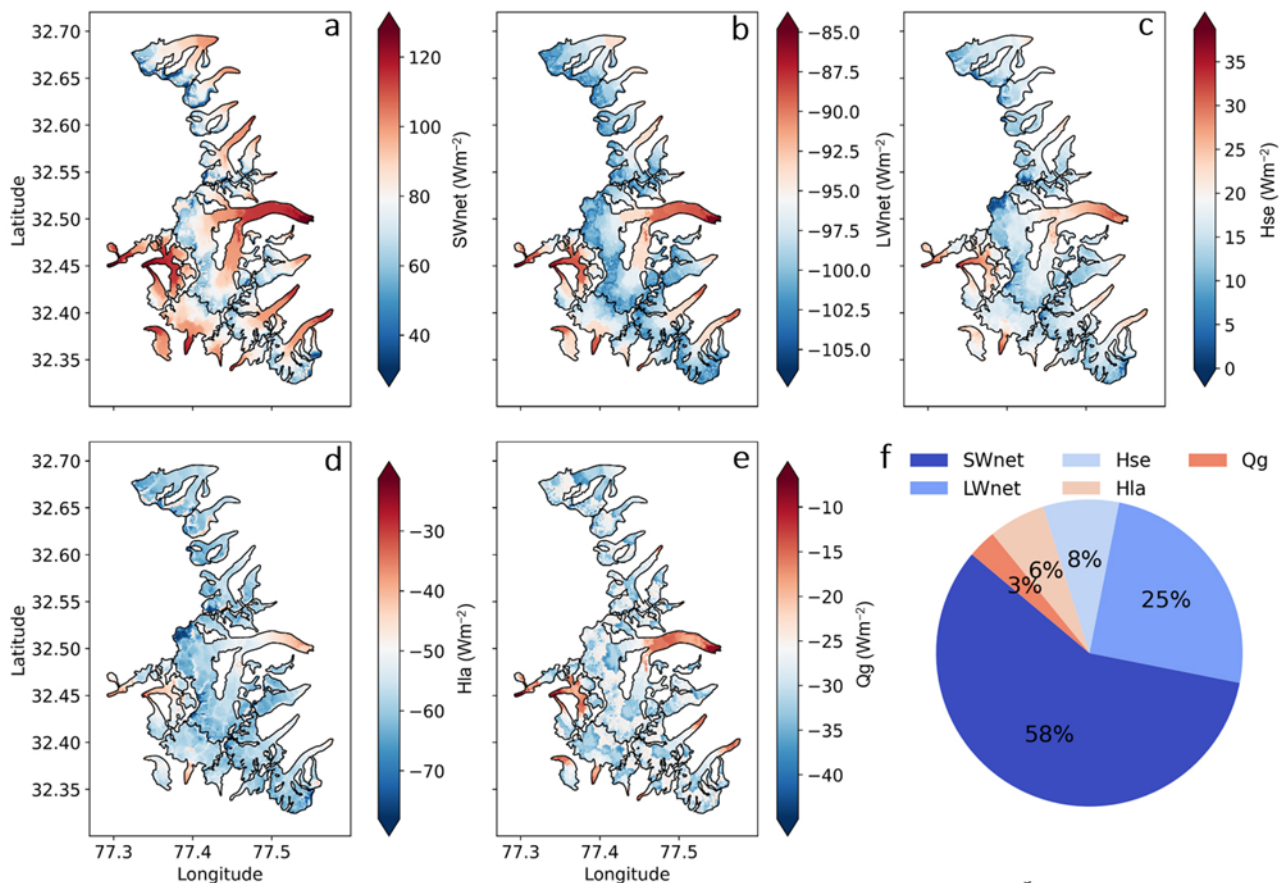 a
32.70
32.65
32.60
32.55
32.50
32.45
32.40
32.35
Latitude
120
100
80
60
40
SWnet (Wm⁻²)
b
−85.0
−87.5
−90.0
−92.5
−95.0
−97.5
−100.0
−102.5
−105.0
LWnet (Wm⁻²)
c
35
30
25
20
15
10
5
0
Hse (Wm⁻²)
d
32.70
32.65
32.60
32.55
32.50
32.45
32.40
32.35
Latitude
77.3 77.4 77.5
Longitude
−30
−40
−50
−60
−70
Hla (Wm⁻²)
e
77.3 77.4 77.5
Longitude
−10
−15
−20
−25
−30
−35
−40
Qg (Wm⁻²)
f
SWnet Hse Qg
LWnet Hla
3% 6% 8%
25%
58%